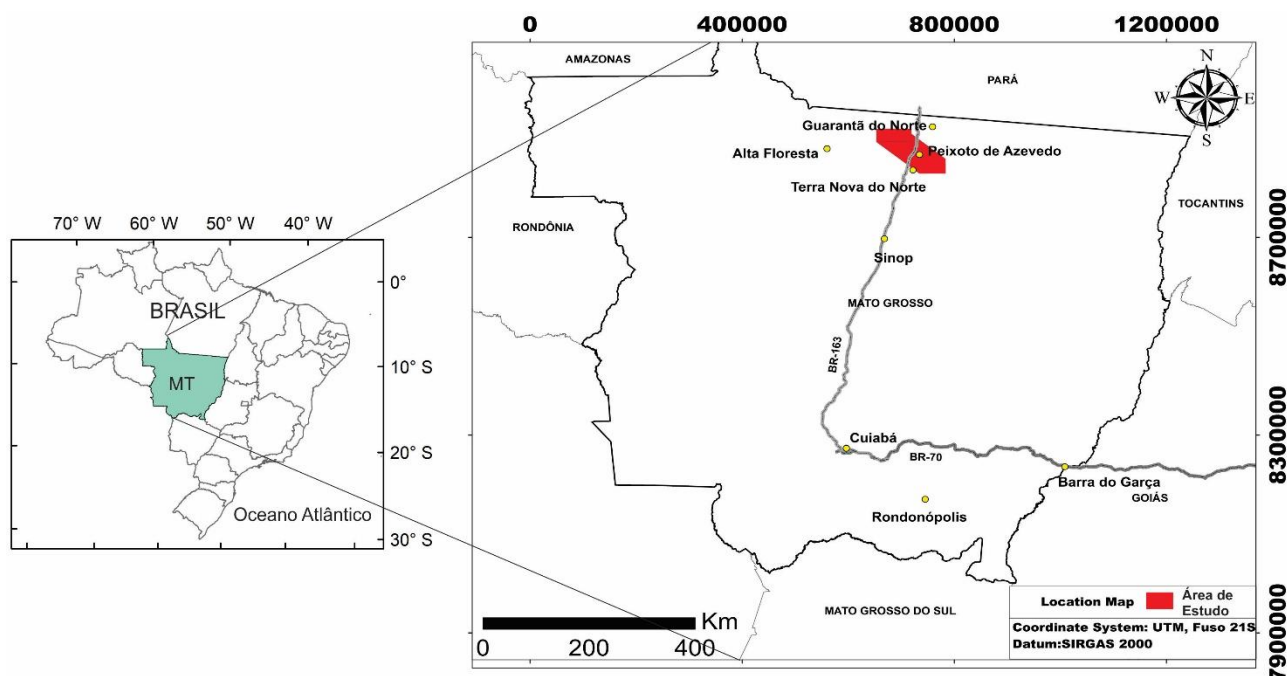 0 400000 800000 1200000
AMAZONAS
PARÁ
N
W E
S
Guarantã do Norte
Alta Floresta
Peixoto de Azevedo
Terra Nova do Norte
TOCANTINS
RONDÔNIA
8700000
Sinop
MATO GROSSO
BR-163
70° W 60° W 50° W 40° W
0°
BRASIL
10° S
MT
20° S
Oceano Atlântico
30° S
Cuiabá
BR-70
8300000
Barra do Garça
GOIÁS
Rondonópolis
MATO GROSSO DO SUL
Km
0 200 400
Location Map
Área de
Estudo
Coordinate System: UTM, Fuso 21S
Datum:SIRGAS 2000
7900000